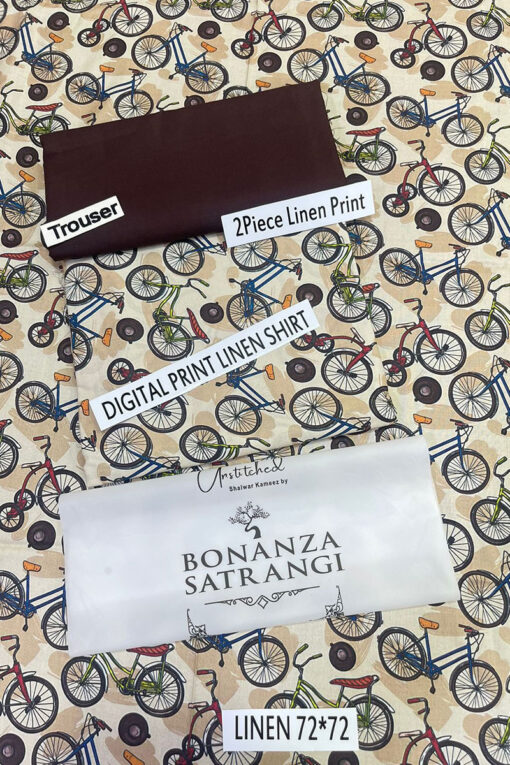 Trouser
2Piece Linen Print
DIGITAL PRINT LINEN SHIRT
Unstitched
Shalwar Kameez by
BONANZA
SATRANGI
LINEN 72*72